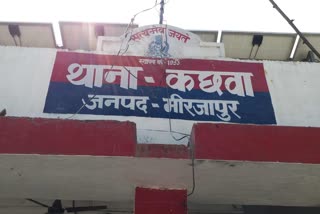 सत्यमेव जयते
थाना - कछवा
जनपद - मीरजापुर